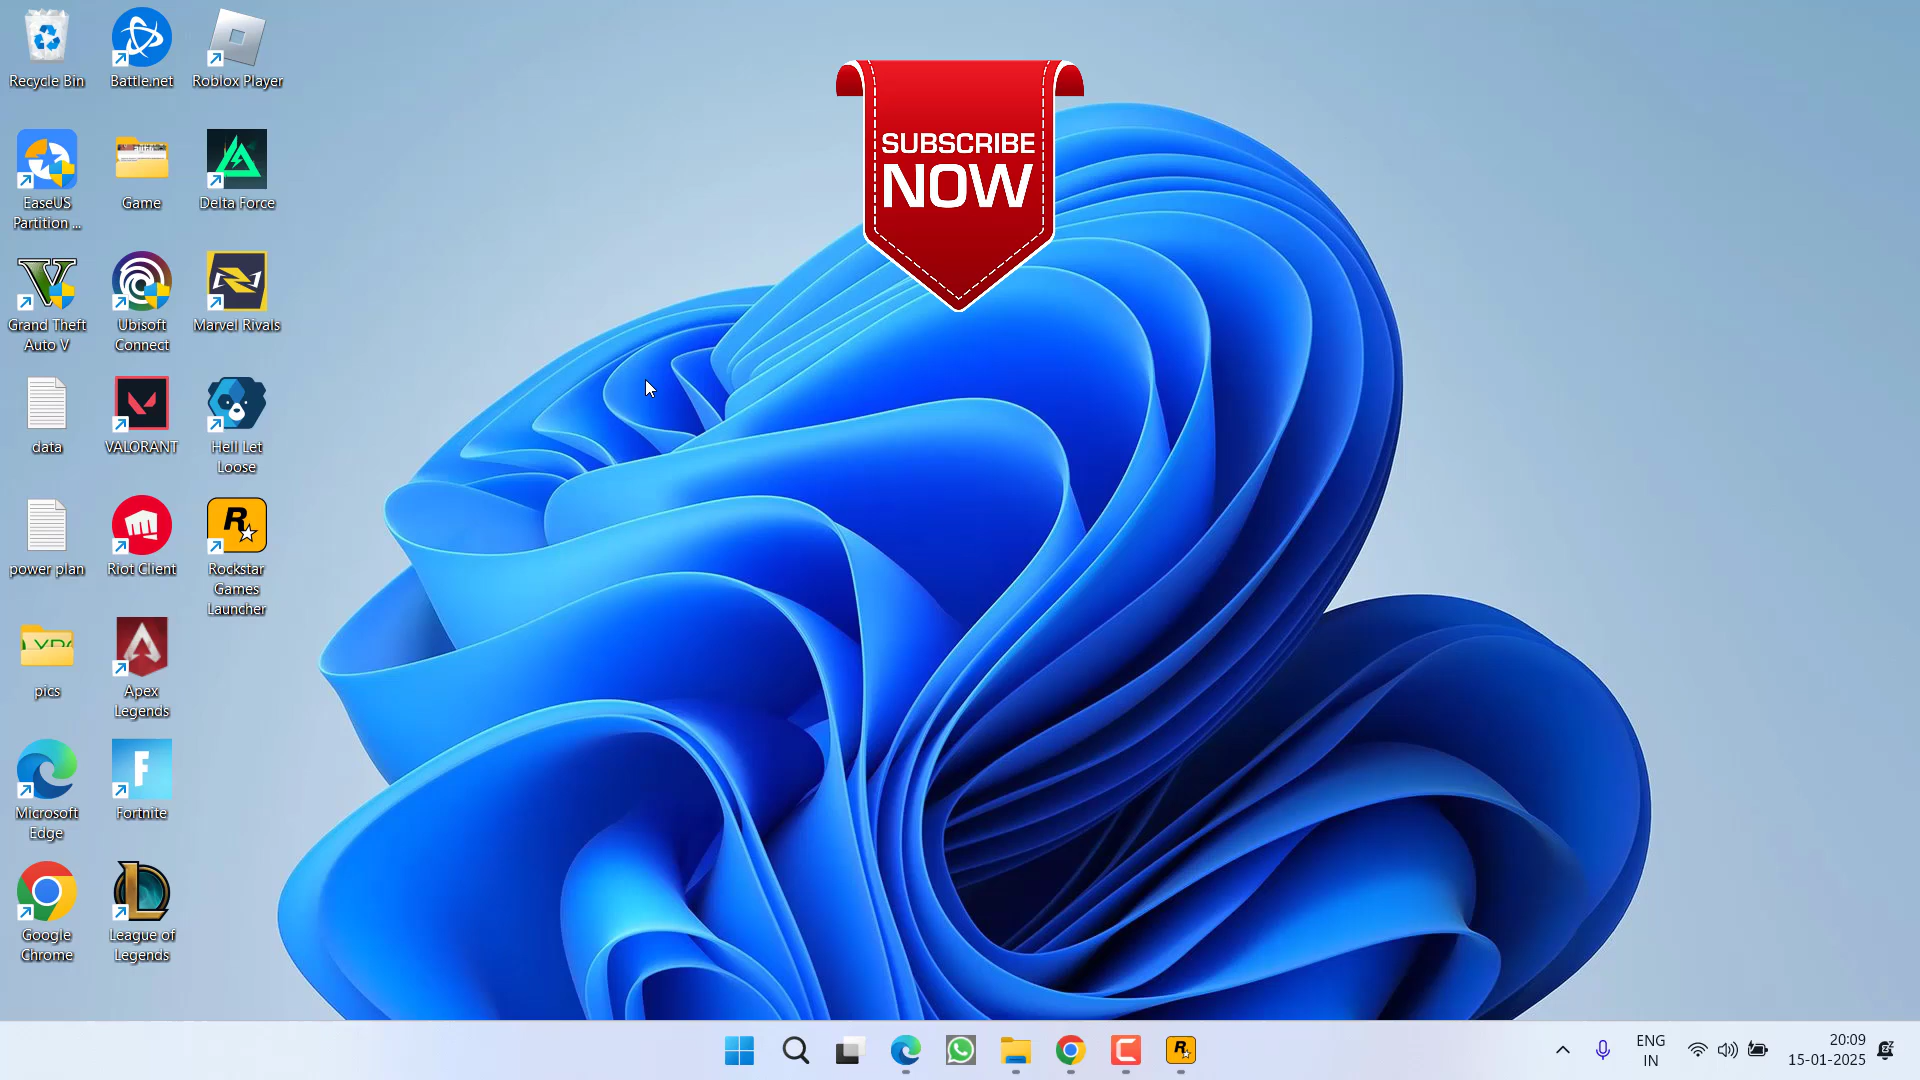 Recycle Bin
Battle.net
Roblox Player
EaseUS
Partition ...
Game
Delta Force
Grand Theft
Auto V
Ubisoft
Connect
Marvel Rivals
data
VALORANT
Hell Let
Loose
power plan
Riot Client
Rockstar
Games
Launcher
pics
Apex
Legends
Microsoft
Edge
Fortnite
Google
Chrome
League of
Legends
SUBSCRIBE
NOW
ENG
IN
20:09
15-01-2025